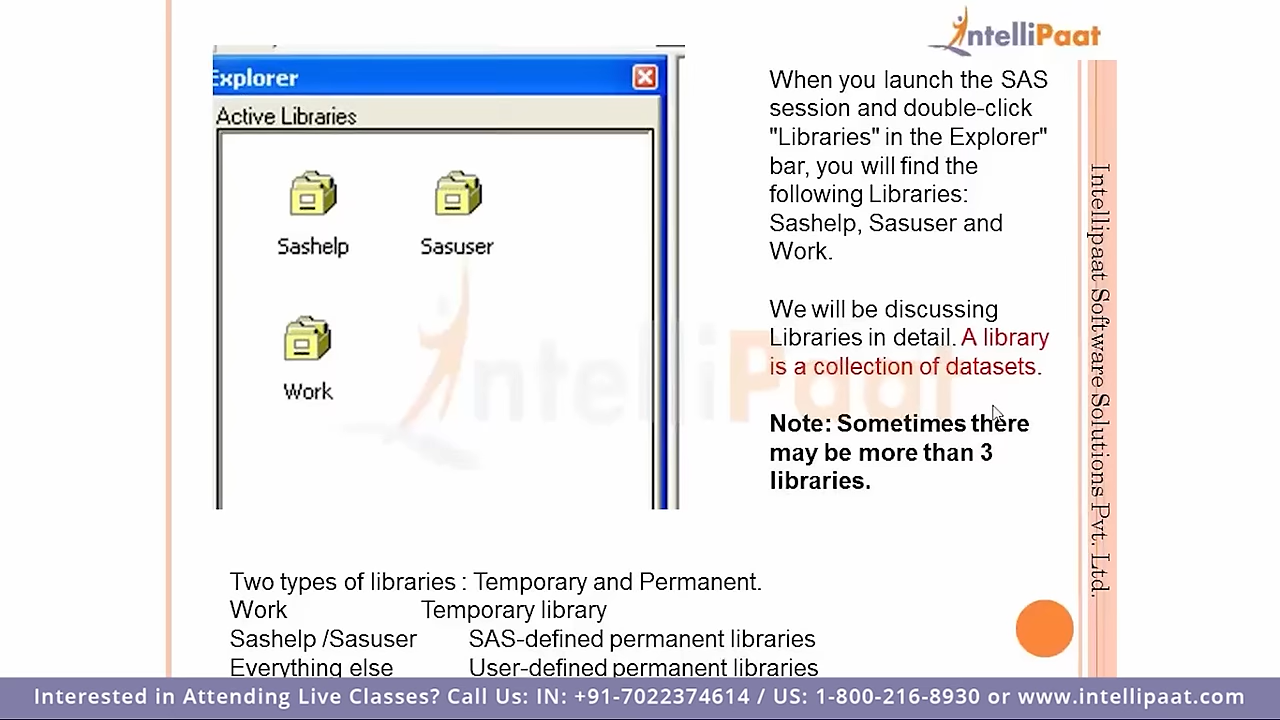 IntelliPaat
Explorer
Active Libraries
Sashelp
Sasuser
Work
When you launch the SAS
session and double-click
"Libraries" in the Explorer"
bar, you will find the
following Libraries:
Sashelp, Sasuser and
Work.
We will be discussing
Libraries in detail. A library
is a collection of datasets.
Note: Sometimes there
may be more than 3
libraries.
IntelliPaat
Intellipaat Software Solutions Pvt. Ltd.
Two types of libraries : Temporary and Permanent.
Work Temporary library
Sashelp /Sasuser SAS-defined permanent libraries
Everything else User-defined permanent libraries
Interested in Attending Live Classes? Call Us: IN: +91-7022374614 / US: 1-800-216-8930 or www.intellipaat.com